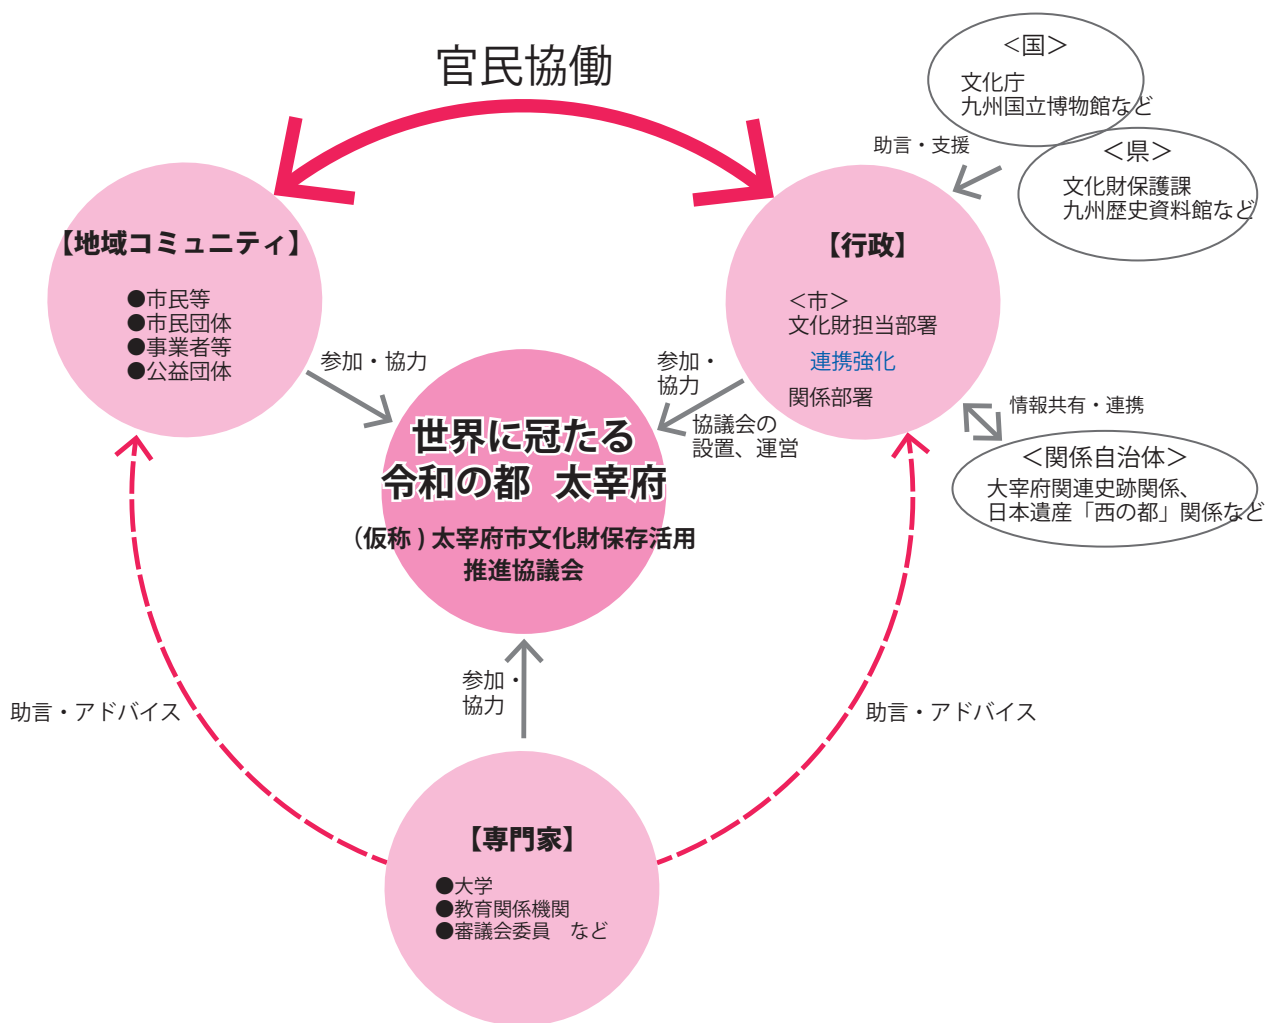 官民協働
＜国＞
文化庁
九州国立博物館など
助言・支援
＜県＞
文化財保護課
九州歴史資料館など
【地域コミュニティ】
●市民等
●市民団体
●事業者等
●公益団体
【行政】
＜市＞
文化財担当部署
連携強化
関係部署
参加・協力
参加・
協力
協議会の
設置、運営
情報共有・連携
＜関係自治体＞
大宰府関連史跡関係、
日本遺産「西の都」関係など
世界に冠たる
令和の都 太宰府
（仮称）太宰府市文化財保存活用
推進協議会
参加・
協力
助言・アドバイス
助言・アドバイス
【専門家】
●大学
●教育関係機関
●審議会委員　など